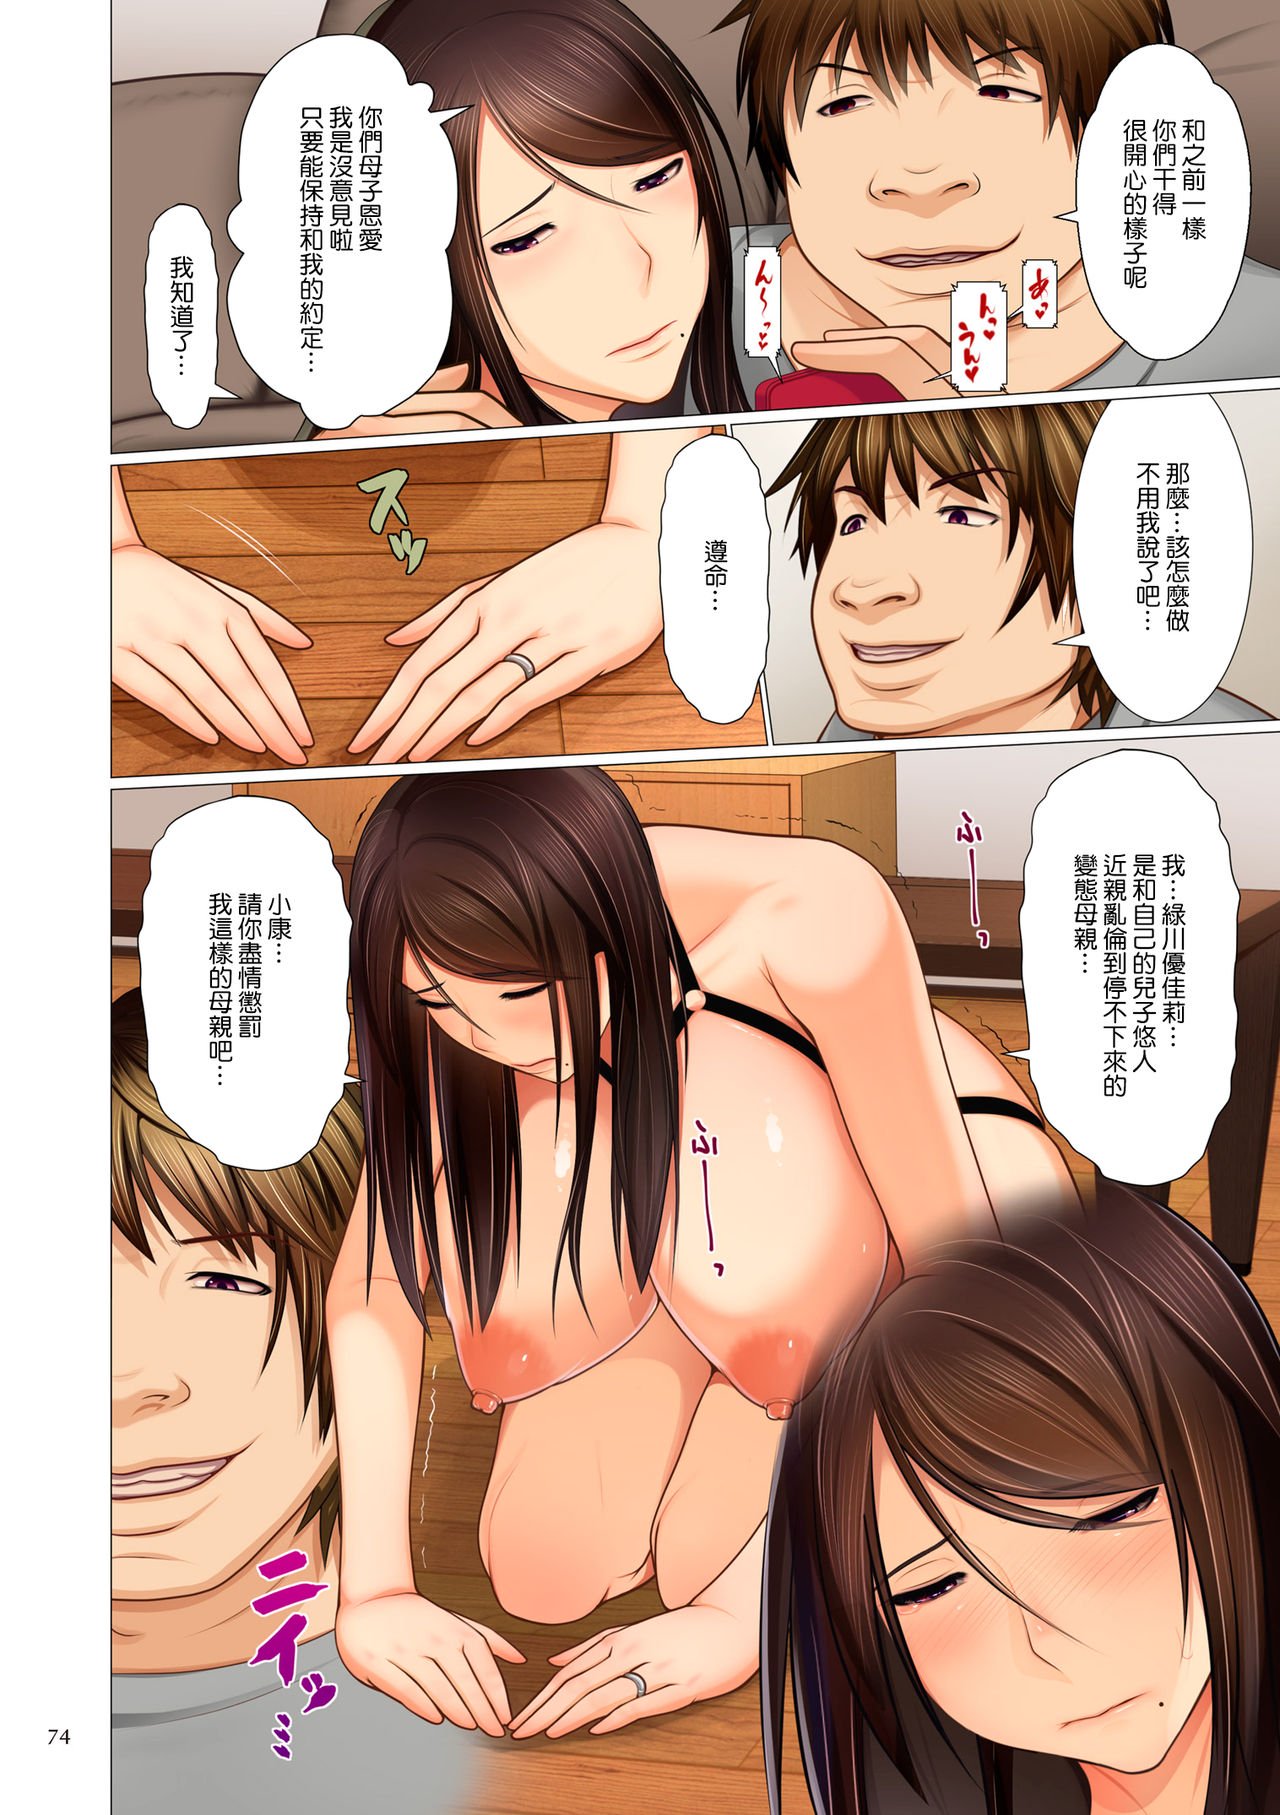 和之前一樣
你們干得
很開心的樣子呢
あっ♥
んっ
うん♥
ん～っ♥
你們母子恩愛
我是沒意見啦
只要能保持和我的約定…
我知道了…
那麼…該怎麼做
不用我說了吧…
遵命…
スッ
我…綠川優佳莉…
是和自己的兒子悠人
近親亂倫到停不下來的
變態母親…
ふーーっ
ふーーっ
小康…
請你盡情懲罰
我這樣的母親吧…
ニイッ…
74